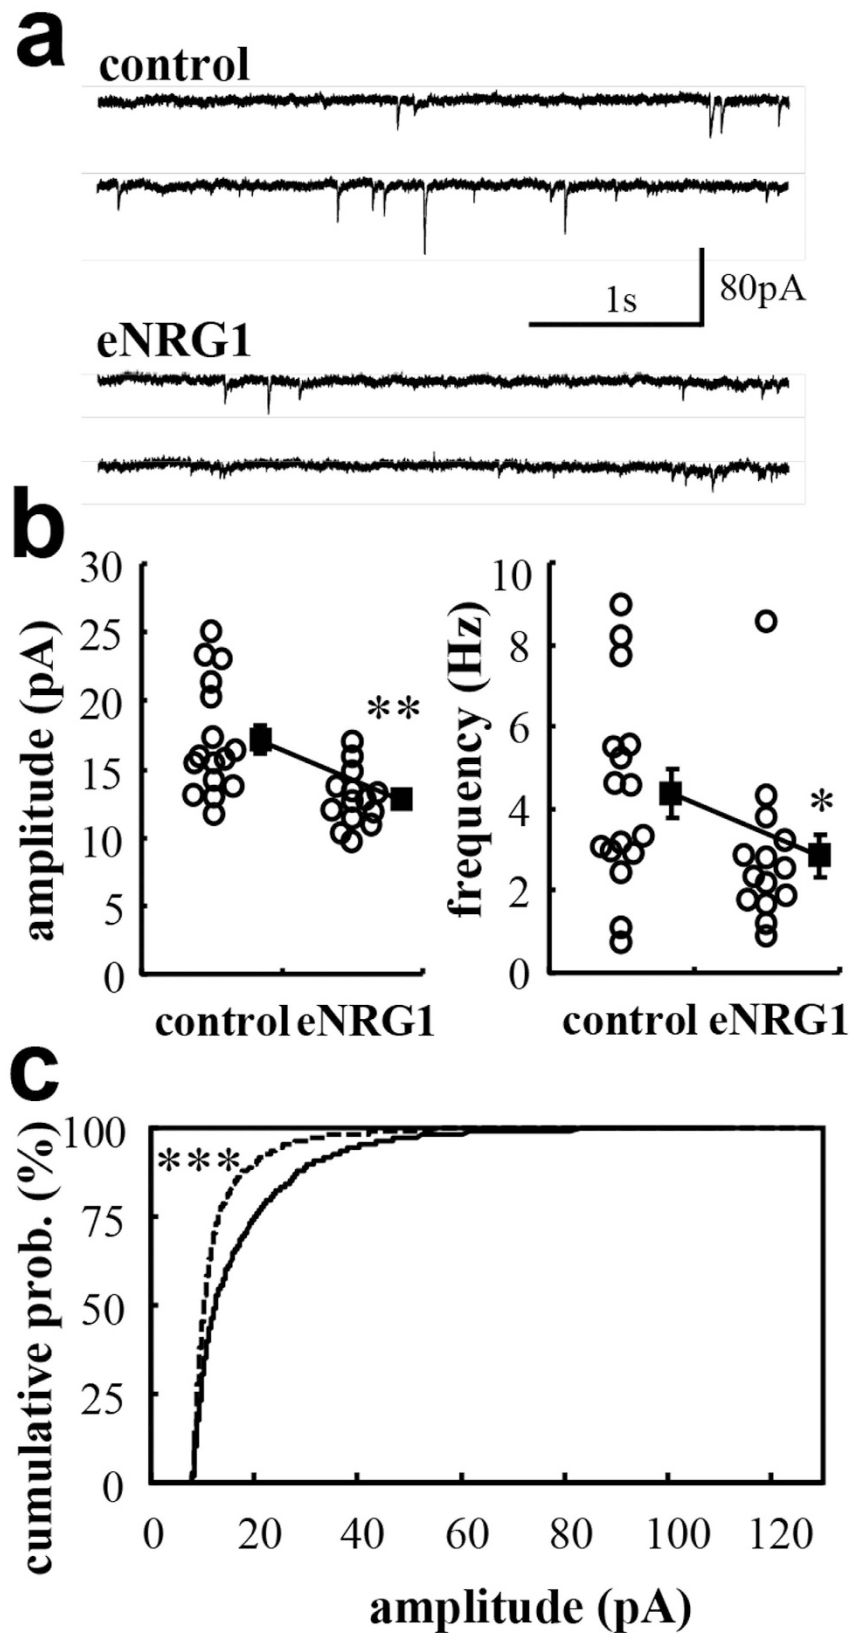 a
control
1s
80pA
eNRG1
b
amplitude (pA)
30
25
20
15
10
5
0
**
control eNRG1
frequency (Hz)
10
8
6
4
2
0
*
control eNRG1
c
cumulative prob. (%)
100
75
50
25
0
***
0 20 40 60 80 100 120
amplitude (pA)